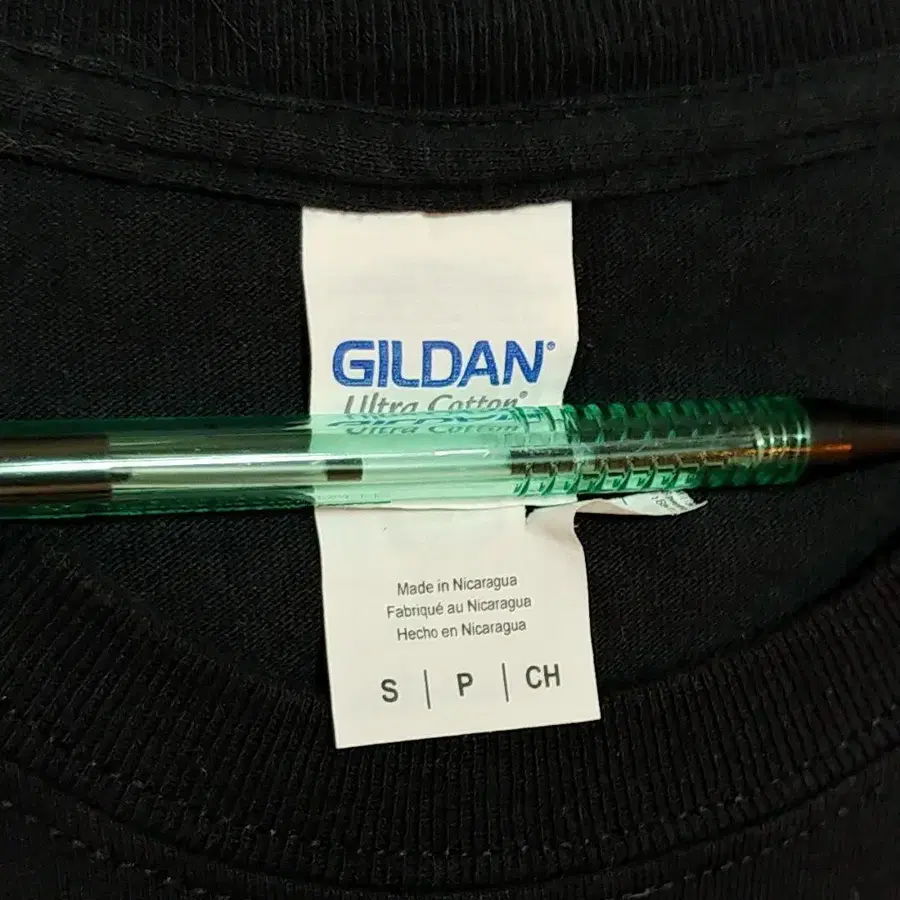 GILDAN®
Ultra Cotton®
Made in Nicaragua
Fabriqué au Nicaragua
Hecho en Nicaragua
S | P | CH